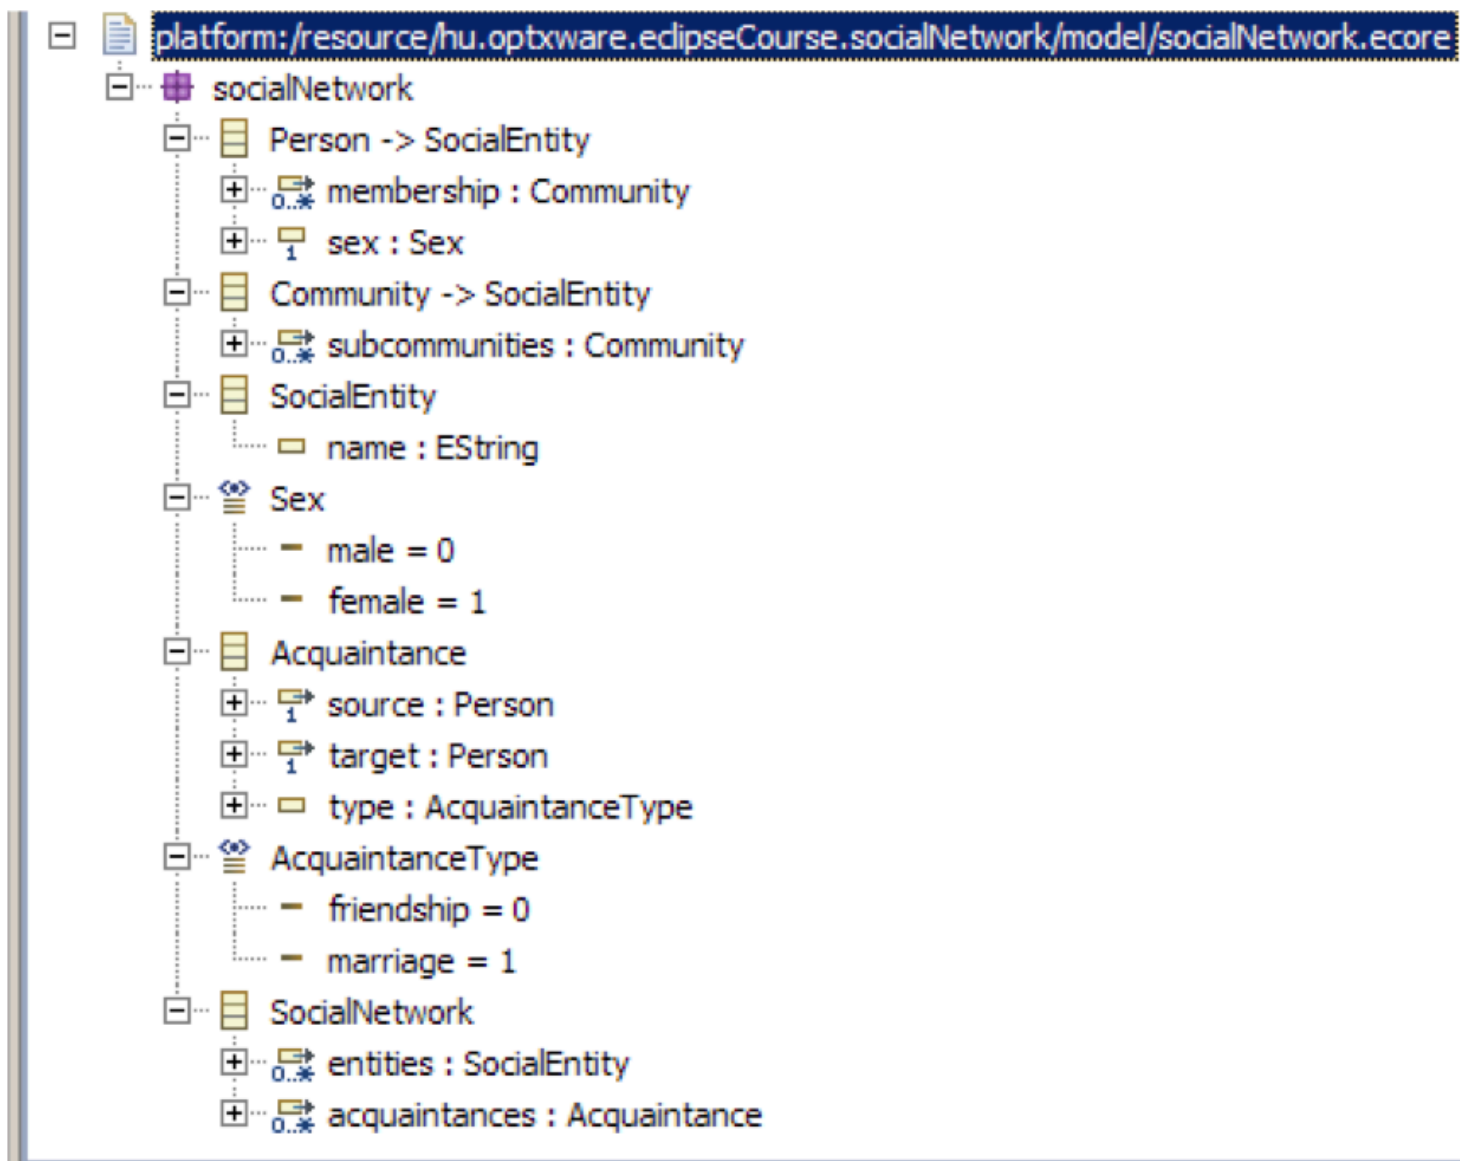 platform:/resource/hu.optxware.eclipseCourse.socialNetwork/model/socialNetwork.ecore
socialNetwork
Person -> SocialEntity
0..* membership : Community
1 sex : Sex
Community -> SocialEntity
0..* subcommunities : Community
SocialEntity
name : EString
Sex
male = 0
female = 1
Acquaintance
1 source : Person
1 target : Person
type : AcquaintanceType
AcquaintanceType
friendship = 0
marriage = 1
SocialNetwork
0..* entities : SocialEntity
0..* acquaintances : Acquaintance